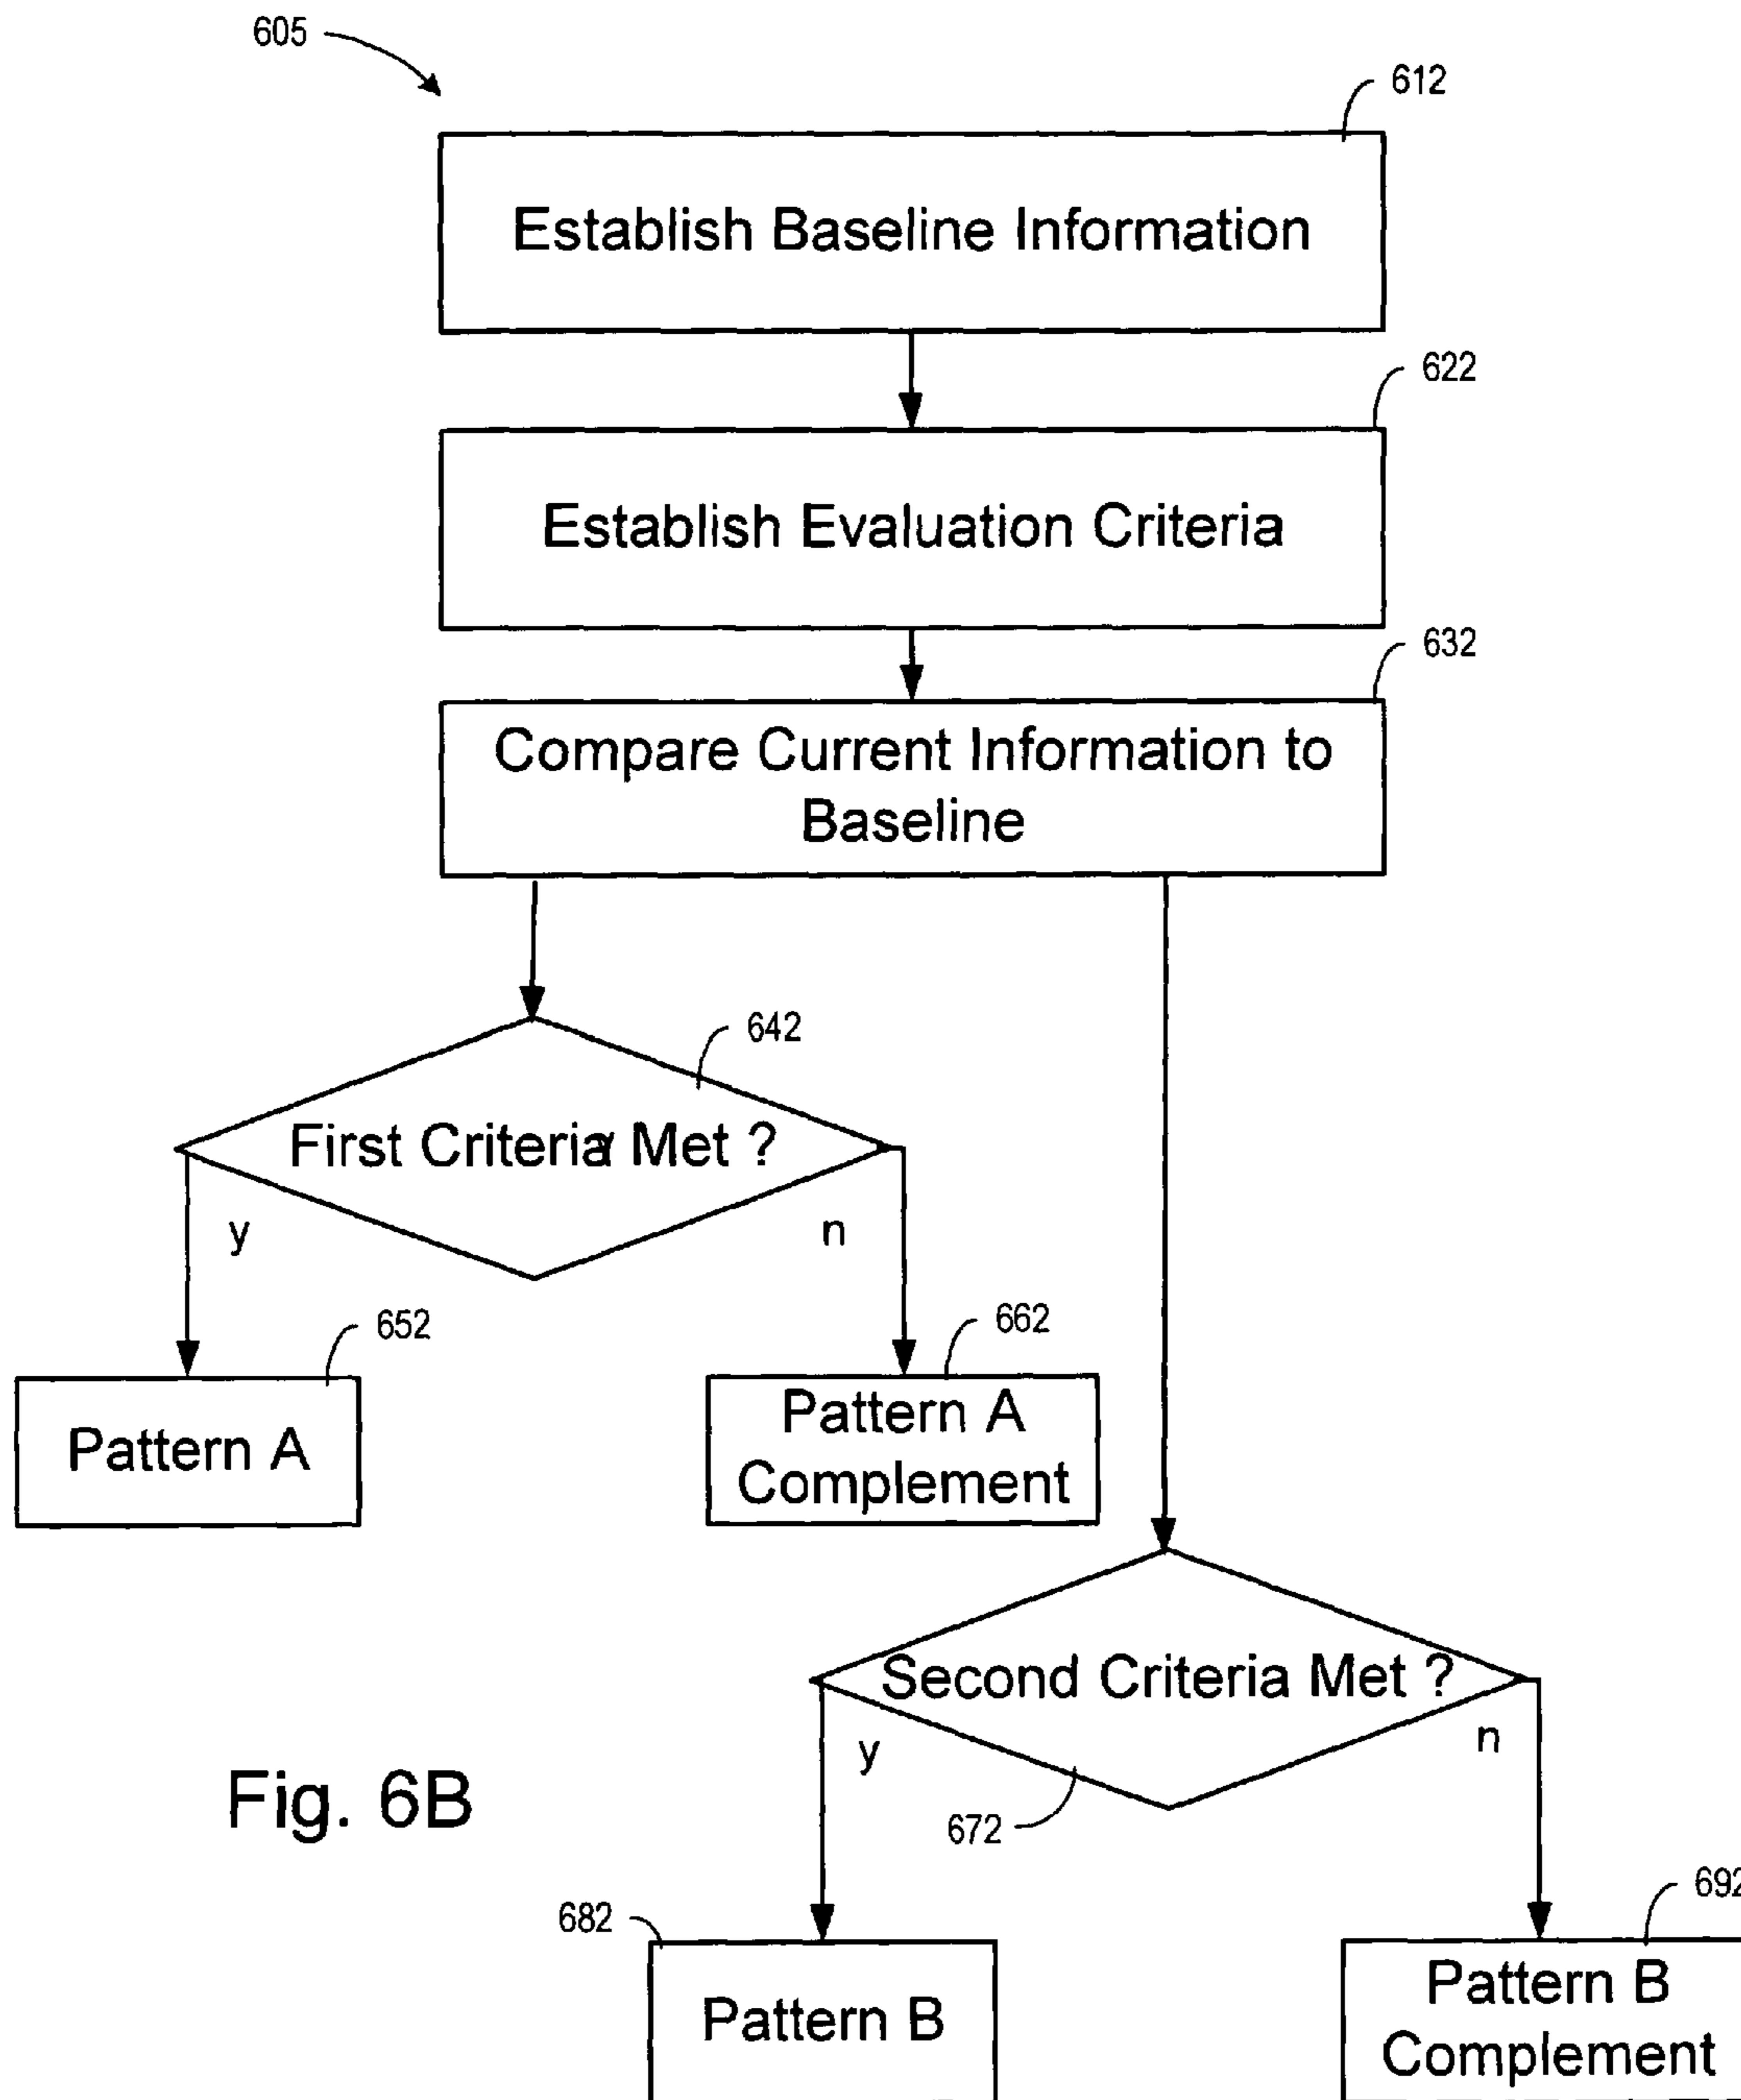 605
612
Establish Baseline Information
622
Establish Evaluation Criteria
632
Compare Current Information to
Baseline
642
First Criteria Met ?
y
n
652
662
Pattern A
Pattern A
Complement
Second Criteria Met ?
y
n
672
Fig. 6B
682
692
Pattern B
Pattern B
Complement